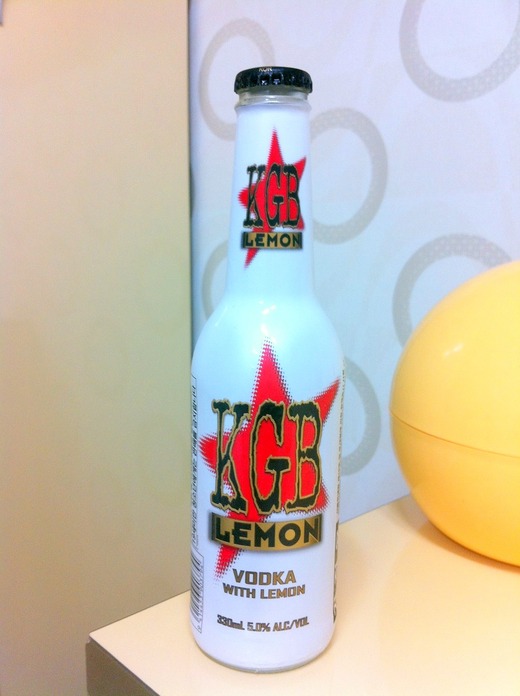 KGB
LEMON
KGB
LEMON
VODKA
WITH LEMON
330ml. 5.0% ALC/VOL